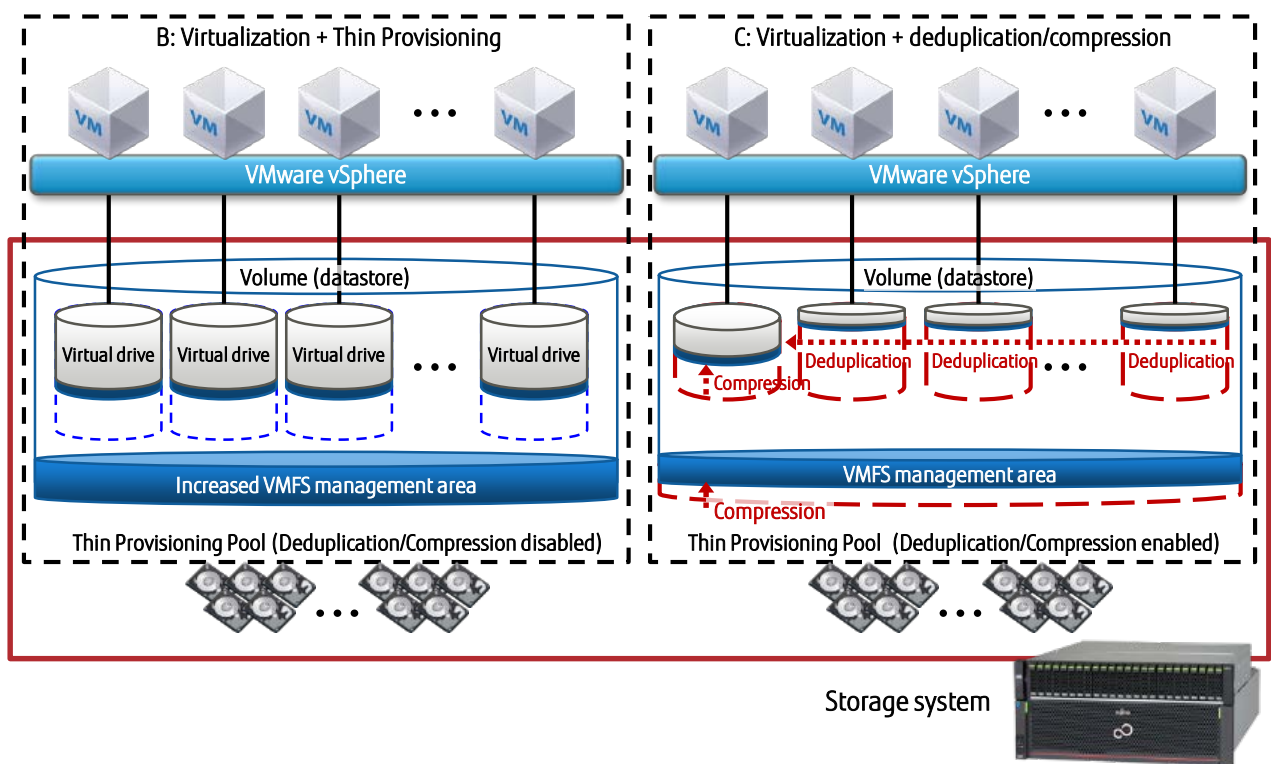 B: Virtualization + Thin Provisioning
VM
VM
VM
VM
VMware vSphere
Volume (datastore)
Virtual drive
Virtual drive
Virtual drive
Virtual drive
Increased VMFS management area
Thin Provisioning Pool (Deduplication/Compression disabled)
C: Virtualization + deduplication/compression
VM
VM
VM
VM
VMware vSphere
Volume (datastore)
Deduplication
Deduplication
Deduplication
Compression
VMFS management area
Compression
Thin Provisioning Pool (Deduplication/Compression enabled)
Storage system